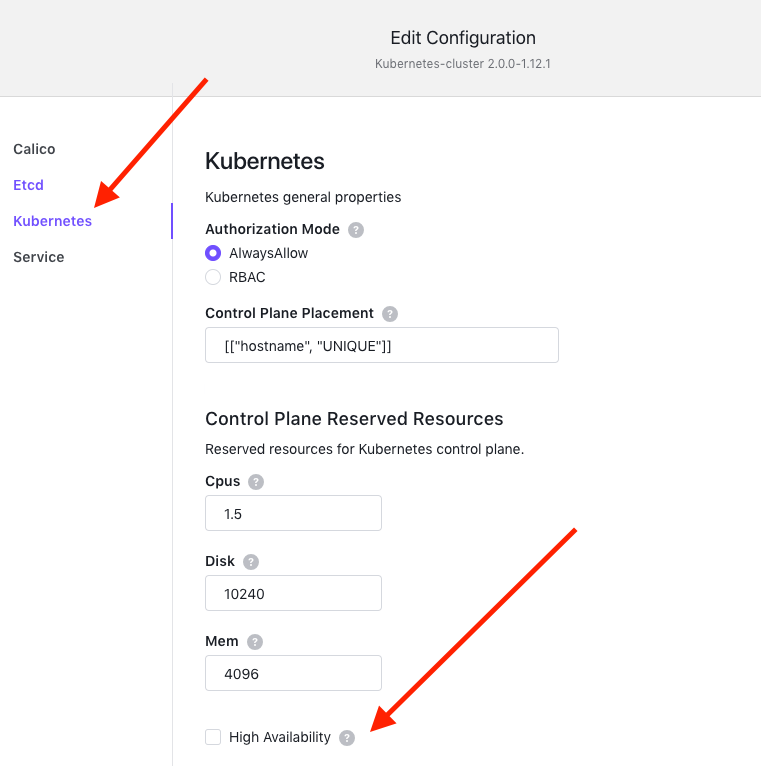 Edit Configuration
Kubernetes-cluster 2.0.0-1.12.1
Calico
Etcd
Kubernetes
Service
Kubernetes
Kubernetes general properties
Authorization Mode ?
AlwaysAllow
RBAC
Control Plane Placement ?
[["hostname", "UNIQUE"]]
Control Plane Reserved Resources
Reserved resources for Kubernetes control plane.
Cpus ?
1.5
Disk ?
10240
Mem ?
4096
High Availability ?